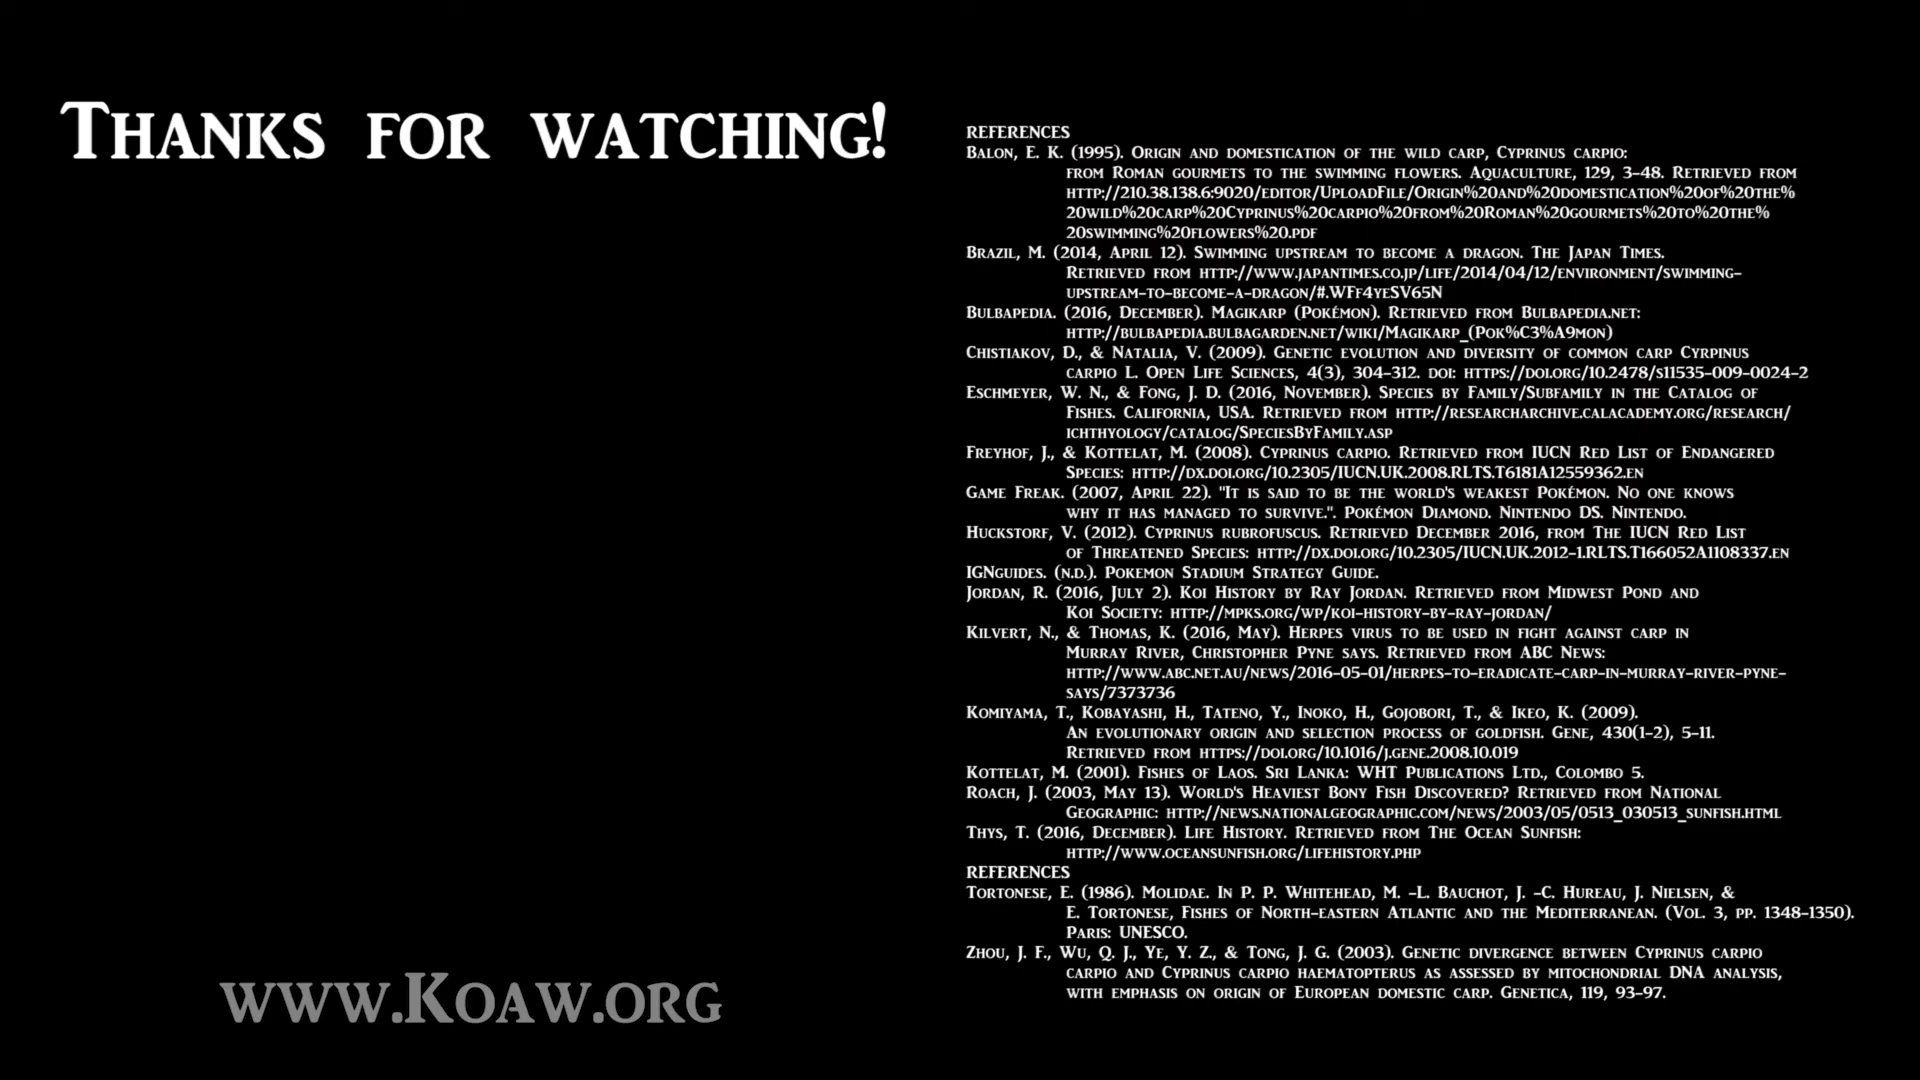 Thanks for watching!
REFERENCES
Balon, E. K. (1995). Origin and domestication of the wild carp, Cyprinus carpio:
from Roman gourmets to the swimming flowers. Aquaculture, 129, 3-48. Retrieved from
http://210.38.138.6:9020/editor/UploadFile/Origin%20and%20domestication%20of%20the%
20wild%20carp%20Cyprinus%20carpio%20from%20Roman%20gourmets%20to%20the%
20swimming%20flowers%20.pdf
Brazil, M. (2014, April 12). Swimming upstream to become a dragon. The Japan Times.
Retrieved from http://www.japantimes.co.jp/life/2014/04/12/environment/swimming-
upstream-to-become-a-dragon/#.WFf4yeSV65N
Bulbapedia. (2016, December). Magikarp (Pokémon). Retrieved from Bulbapedia.net:
http://bulbapedia.bulbagarden.net/wiki/Magikarp_(Pok%C3%A9mon)
Chistiakov, D., & Natalia, V. (2009). Genetic evolution and diversity of common carp Cyrpinus
carpio L. Open Life Sciences, 4(3), 304-312. doi: https://doi.org/10.2478/s11535-009-0024-2
Eschmeyer, W. N., & Fong, J. D. (2016, November). Species by Family/Subfamily in the Catalog of
Fishes. California, USA. Retrieved from http://researcharchive.calacademy.org/research/
ichthyology/catalog/SpeciesByFamily.asp
Freyhof, J., & Kottelat, M. (2008). Cyprinus carpio. Retrieved from IUCN Red List of Endangered
Species: http://dx.doi.org/10.2305/IUCN.UK.2008.RLTS.T6181A12559362.en
Game Freak. (2007, April 22). "It is said to be the world's weakest Pokémon. No one knows
why it has managed to survive.". Pokémon Diamond. Nintendo DS. Nintendo.
Huckstorf, V. (2012). Cyprinus rubrofuscus. Retrieved December 2016, from The IUCN Red List
of Threatened Species: http://dx.doi.org/10.2305/IUCN.UK.2012-1.RLTS.T166052A1108337.en
IGNguides. (n.d.). Pokemon Stadium Strategy Guide.
Jordan, R. (2016, July 2). Koi History by Ray Jordan. Retrieved from Midwest Pond and
Koi Society: http://mpks.org/wp/koi-history-by-ray-jordan/
Kilvert, N., & Thomas, K. (2016, May). Herpes virus to be used in fight against carp in
Murray River, Christopher Pyne says. Retrieved from ABC News:
http://www.abc.net.au/news/2016-05-01/herpes-to-eradicate-carp-in-murray-river-pyne-
says/7373736
Komiyama, T., Kobayashi, H., Tateno, Y., Inoko, H., Gojobori, T., & Ikeo, K. (2009).
An evolutionary origin and selection process of goldfish. Gene, 430(1-2), 5-11.
Retrieved from https://doi.org/10.1016/j.gene.2008.10.019
Kottelat, M. (2001). Fishes of Laos. Sri Lanka: WHT Publications Ltd., Colombo 5.
Roach, J. (2003, May 13). World's Heaviest Bony Fish Discovered? Retrieved from National
Geographic: http://news.nationalgeographic.com/news/2003/05/0513_030513_sunfish.html
Thys, T. (2016, December). Life History. Retrieved from The Ocean Sunfish:
http://www.oceansunfish.org/lifehistory.php
REFERENCES
Tortonese, E. (1986). Molidae. In P. P. Whitehead, M. -L. Bauchot, J. -C. Hureau, J. Nielsen, &
E. Tortonese, Fishes of North-eastern Atlantic and the Mediterranean. (Vol. 3, pp. 1348-1350).
Paris: UNESCO.
Zhou, J. F., Wu, Q. J., Ye, Y. Z., & Tong, J. G. (2003). Genetic divergence between Cyprinus carpio
carpio and Cyprinus carpio haematopterus as assessed by mitochondrial DNA analysis,
with emphasis on origin of European domestic carp. Genetica, 119, 93-97.
www.Koaw.org